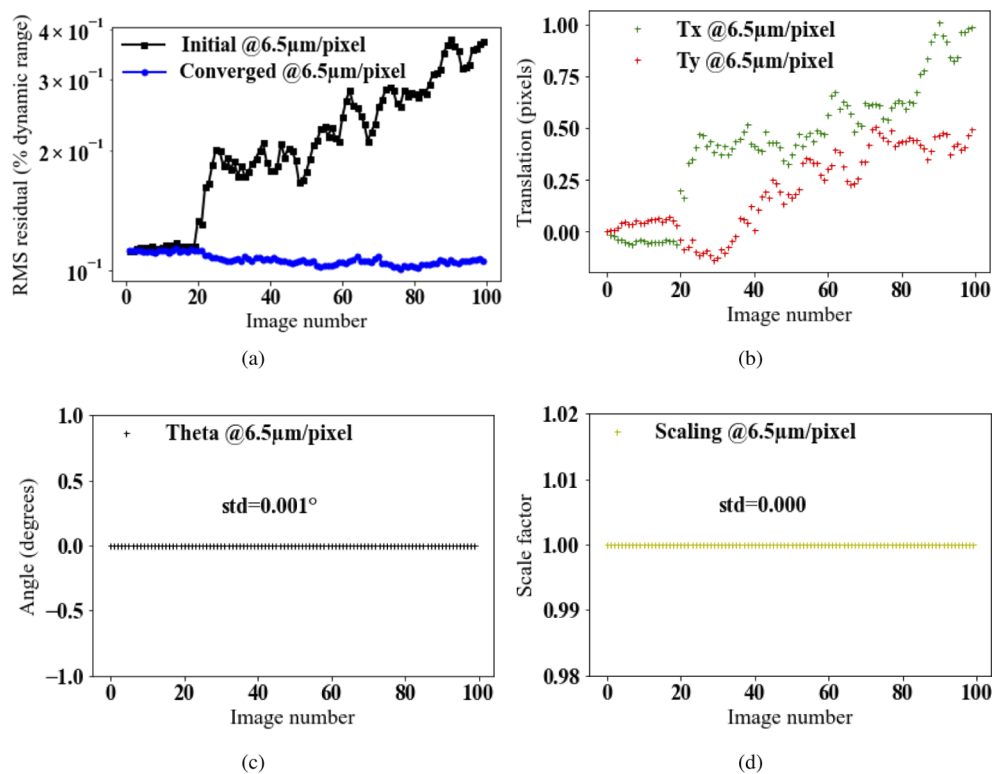 4 × 10⁻¹
3 × 10⁻¹
2 × 10⁻¹
10⁻¹
RMS residual (% dynamic range)
Initial @6.5µm/pixel
Converged @6.5µm/pixel
0 20 40 60 80 100
Image number
(a)
1.00
0.75
0.50
0.25
0.00
Translation (pixels)
Tx @6.5µm/pixel
Ty @6.5µm/pixel
0 20 40 60 80 100
Image number
(b)
1.0
0.5
0.0
−0.5
−1.0
Angle (degrees)
Theta @6.5µm/pixel
std=0.001°
0 20 40 60 80 100
Image number
(c)
1.02
1.01
1.00
0.99
0.98
Scale factor
Scaling @6.5µm/pixel
std=0.000
0 20 40 60 80 100
Image number
(d)